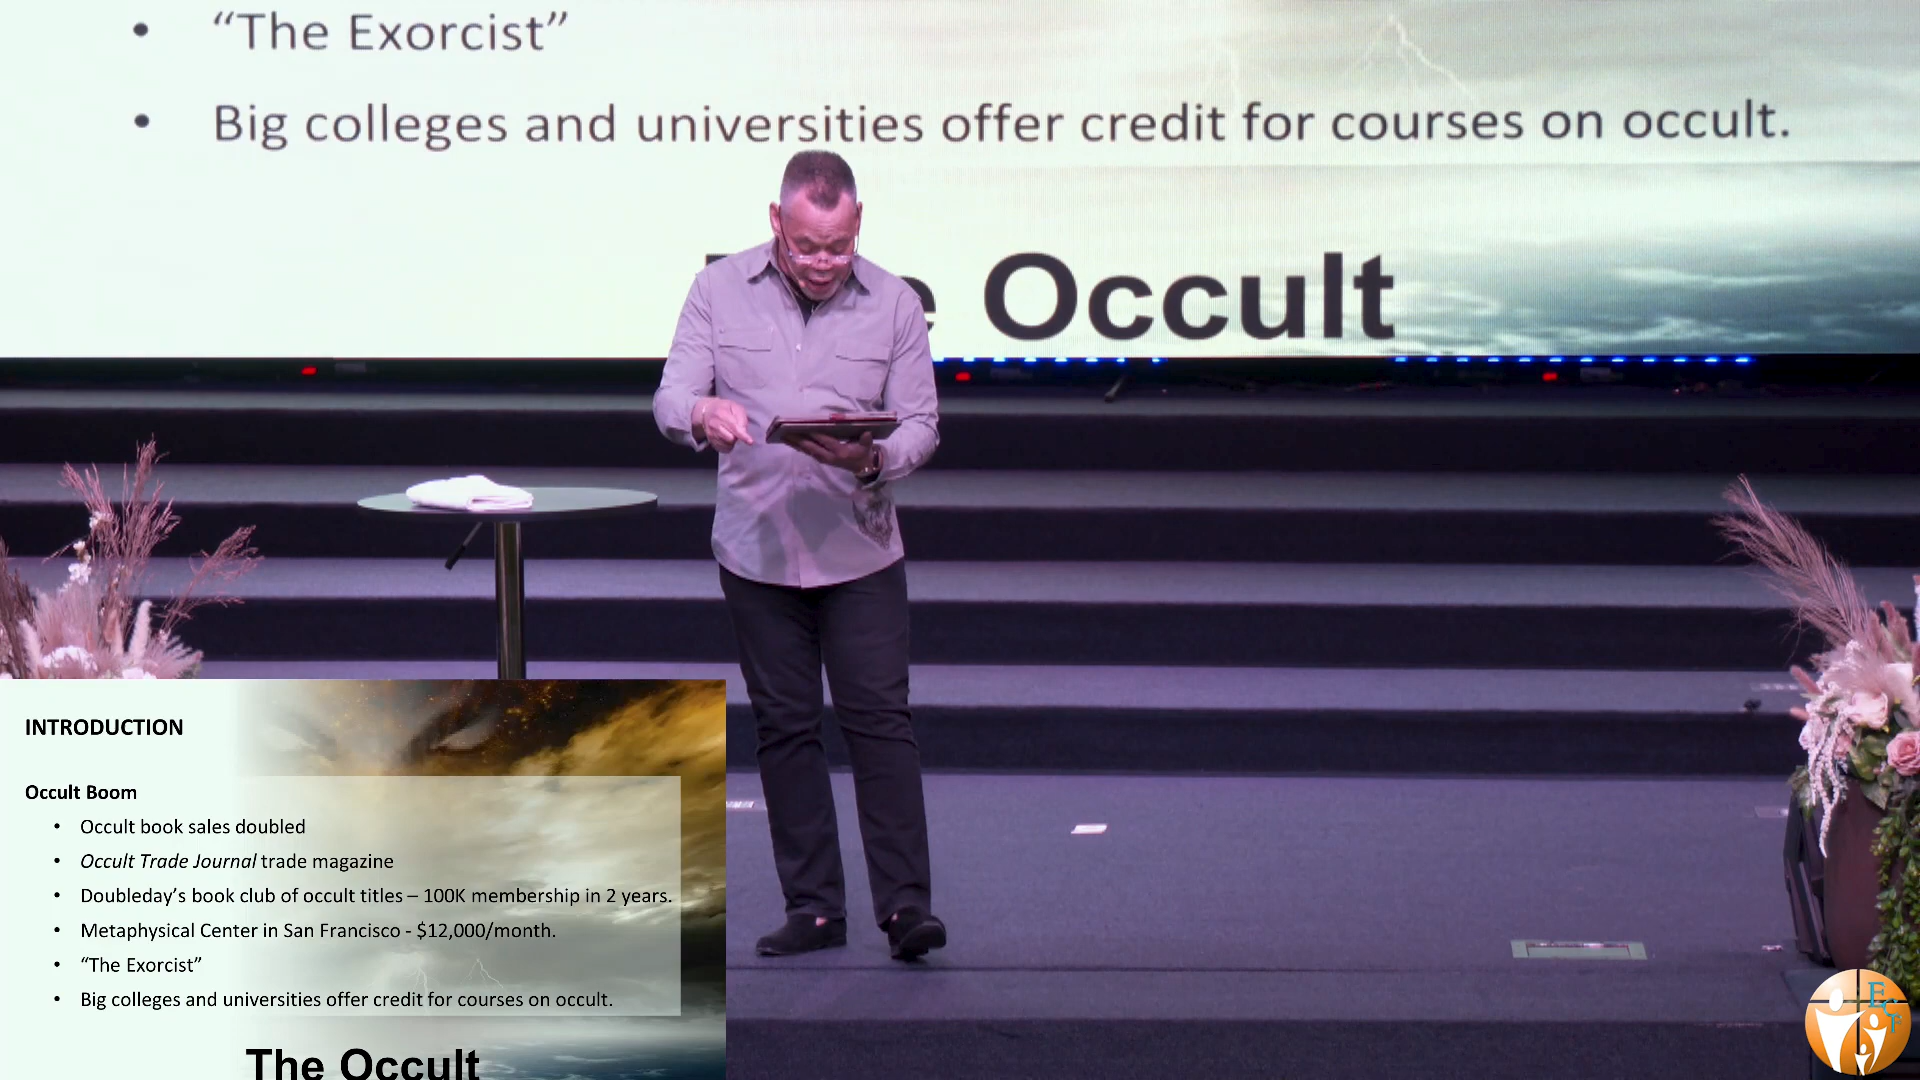 • “The Exorcist”
• Big colleges and universities offer credit for courses on occult.
e Occult
INTRODUCTION
Occult Boom
• Occult book sales doubled
• Occult Trade Journal trade magazine
• Doubleday’s book club of occult titles – 100K membership in 2 years.
• Metaphysical Center in San Francisco - $12,000/month.
• “The Exorcist”
• Big colleges and universities offer credit for courses on occult.
The Occult
ECF